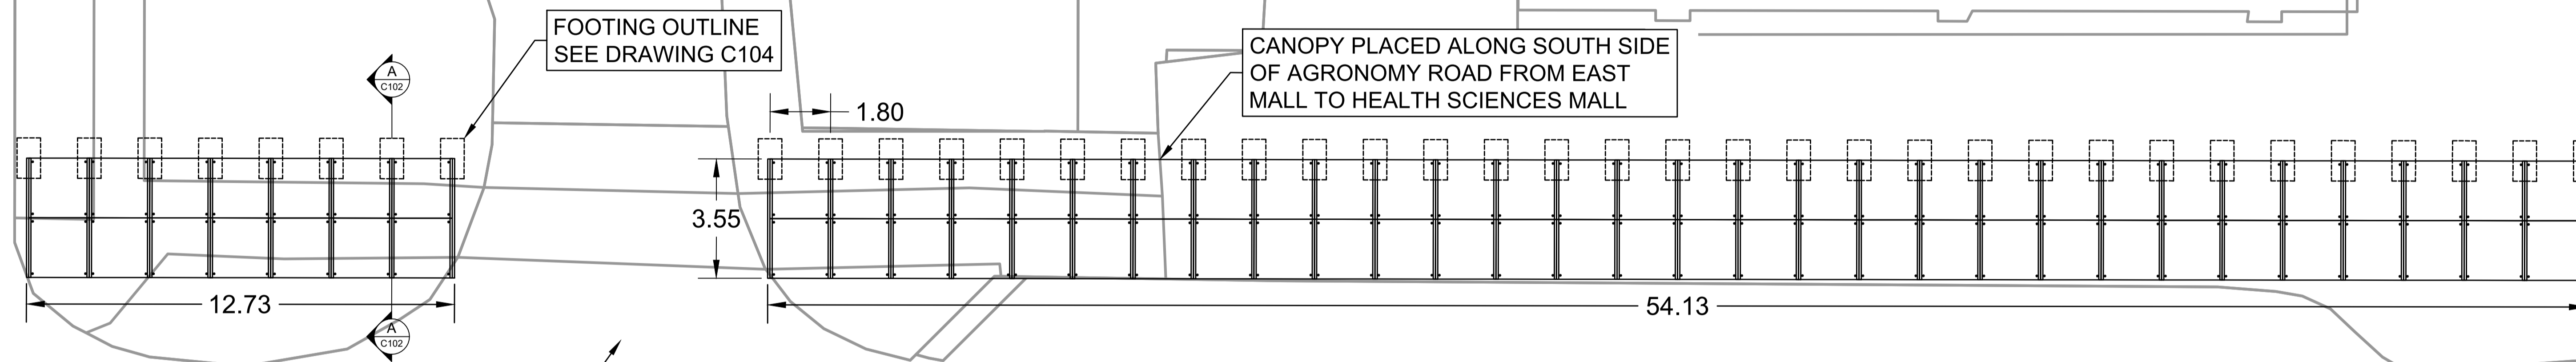 FOOTING OUTLINE
SEE DRAWING C104
CANOPY PLACED ALONG SOUTH SIDE
OF AGRONOMY ROAD FROM EAST
MALL TO HEALTH SCIENCES MALL
A
C102
1.80
3.55
12.73
54.13
A
C102